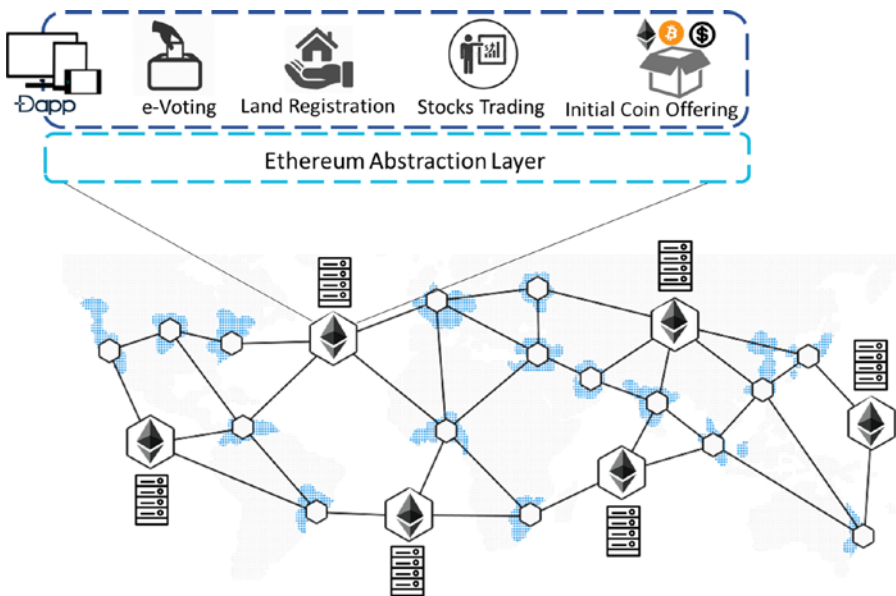 Dapp
e-Voting
Land Registration
Stocks Trading
Initial Coin Offering
Ethereum Abstraction Layer